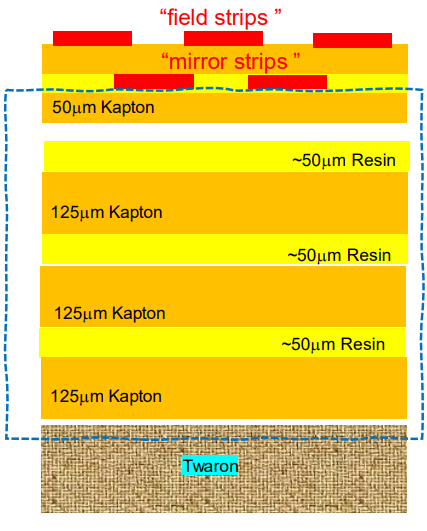 “field strips ”
“mirror strips ”
50μm Kapton
~50μm Resin
125μm Kapton
~50μm Resin
125μm Kapton
~50μm Resin
125μm Kapton
Twaron